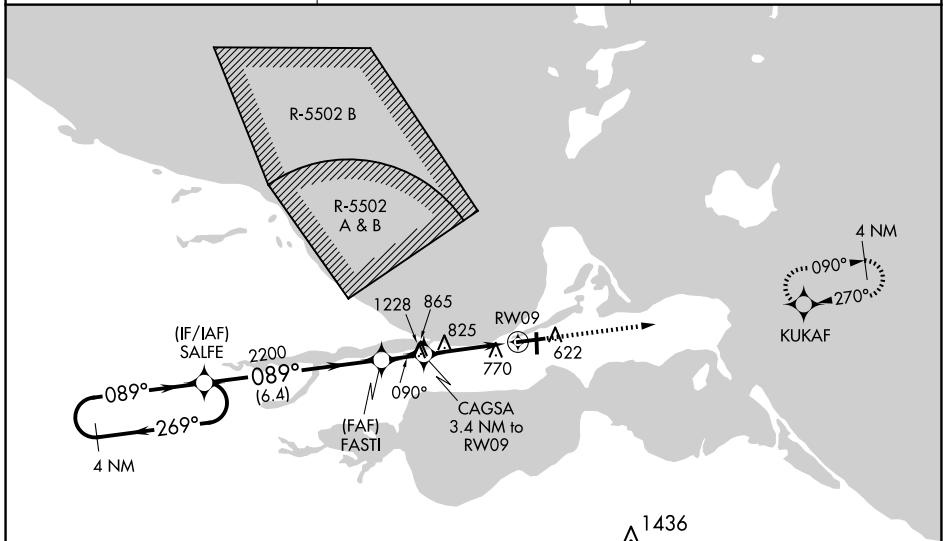 R-5502 B
R-5502
A & B
4 NM
090°
270°
KUKAF
1228
865
825
RW09
622
770
(IF/IAF)
SALFE
2200
089°
(6.4)
089°
269°
4 NM
090°
(FAF)
FASTI
CAGSA
3.4 NM to
RW09
1436